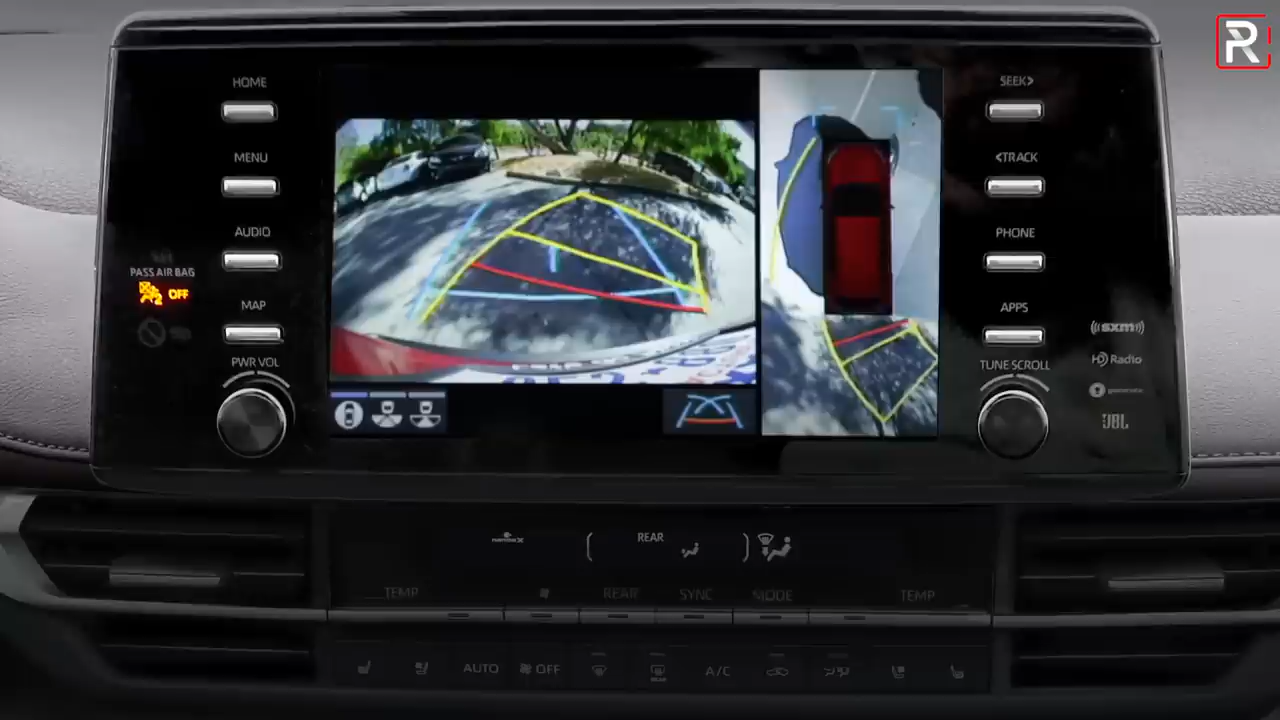 R
HOME
MENU
AUDIO
MAP
PWR VOL
PASS AIR BAG
OFF
SEEK>
<TRACK
PHONE
APPS
TUNE SCROLL
((sxm))
HD Radio
JBL
REAR
TEMP
REAR
SYNC
MODE
TEMP
AUTO
OFF
REAR
A/C